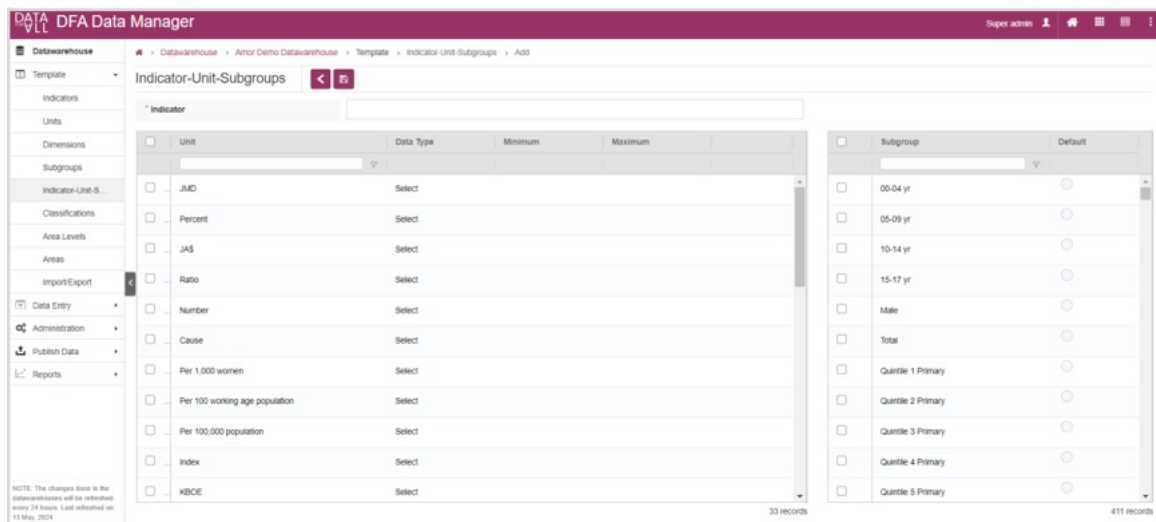 DATA FOR ALL DFA Data Manager
Super admin
Datawarehouse
Datawarehouse > Amor Demo Datawarehouse > Template > Indicator-Unit-Subgroups > Add
Template
Indicator-Unit-Subgroups
Indicators
* Indicator
Units
Dimensions
Unit Data Type Minimum Maximum
Subgroup Default
Subgroups
Indicator-Unit-S...
Classifications
Area Levels
Areas
Import/Export
Data Entry
Administration
Publish Data
Reports
JMD Select
Percent Select
JA$ Select
Ratio Select
Number Select
Cause Select
Per 1,000 women Select
Per 100 working age population Select
Per 100,000 population Select
Index Select
KBOE Select
33 records
00-04 yr
05-09 yr
10-14 yr
15-17 yr
Male
Total
Quintile 1 Primary
Quintile 2 Primary
Quintile 3 Primary
Quintile 4 Primary
Quintile 5 Primary
411 records
NOTE: The changes done in the
datawarehouses will be refreshed
every 24 hours. Last refreshed on:
13 May, 2024